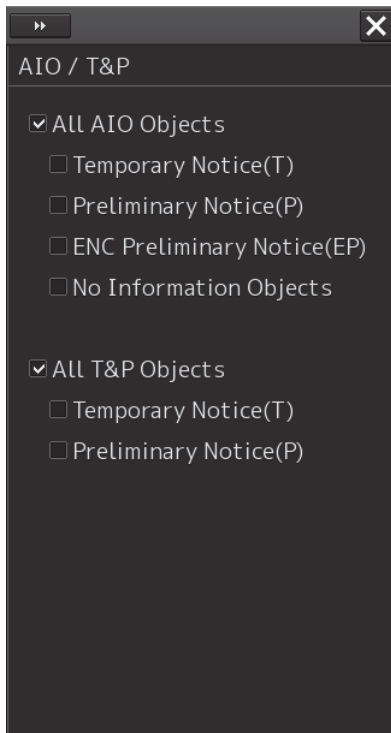 AIO / T&P
All AIO Objects
Temporary Notice(T)
Preliminary Notice(P)
ENC Preliminary Notice(EP)
No Information Objects
All T&P Objects
Temporary Notice(T)
Preliminary Notice(P)